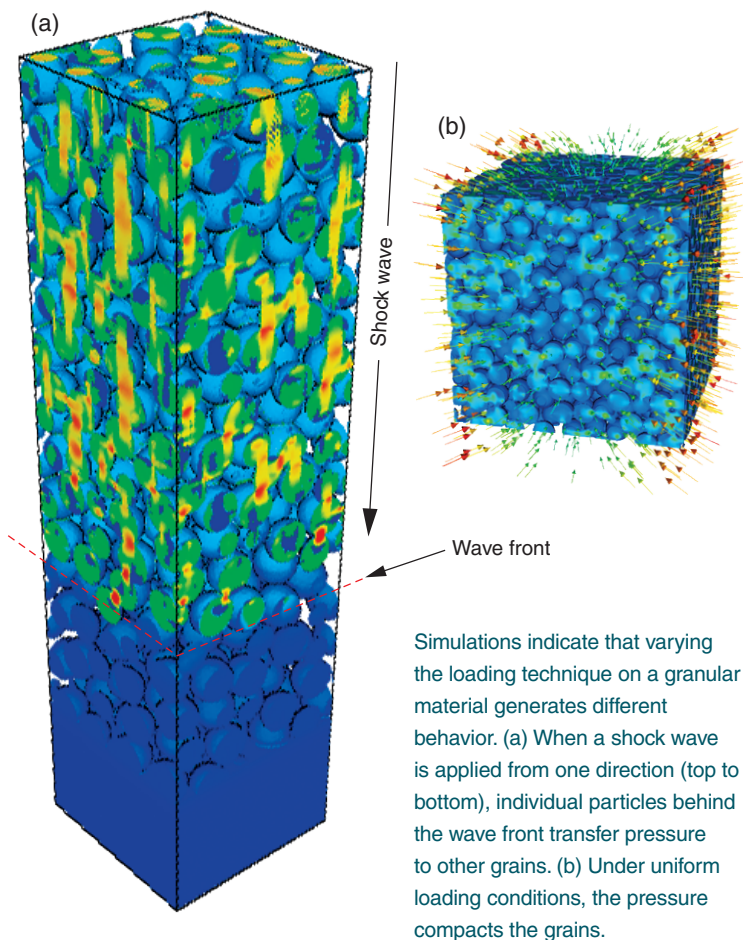 (a)
(b)
Shock wave
Wave front
Simulations indicate that varying
the loading technique on a granular
material generates different
behavior. (a) When a shock wave
is applied from one direction (top to
bottom), individual particles behind
the wave front transfer pressure
to other grains. (b) Under uniform
loading conditions, the pressure
compacts the grains.